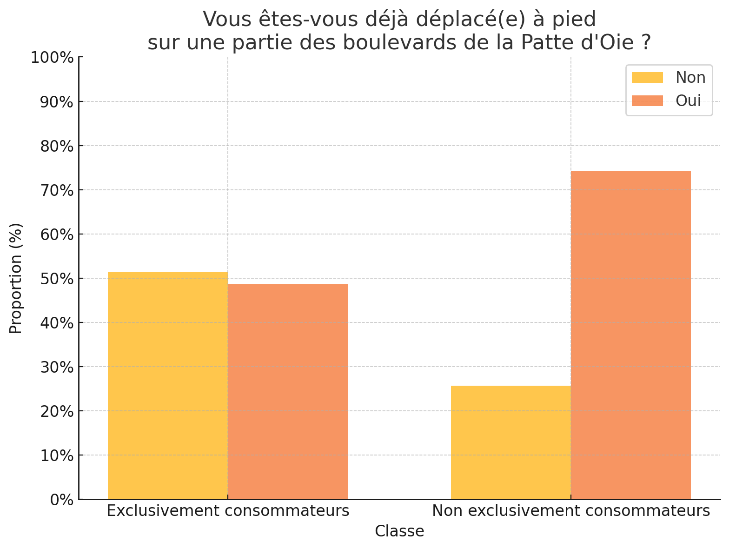 Vous êtes-vous déjà déplacé(e) à pied
sur une partie des boulevards de la Patte d'Oie ?
Non
Oui
Proportion (%)
100%
90%
80%
70%
60%
50%
40%
30%
20%
10%
0%
Exclusivement consommateurs
Non exclusivement consommateurs
Classe